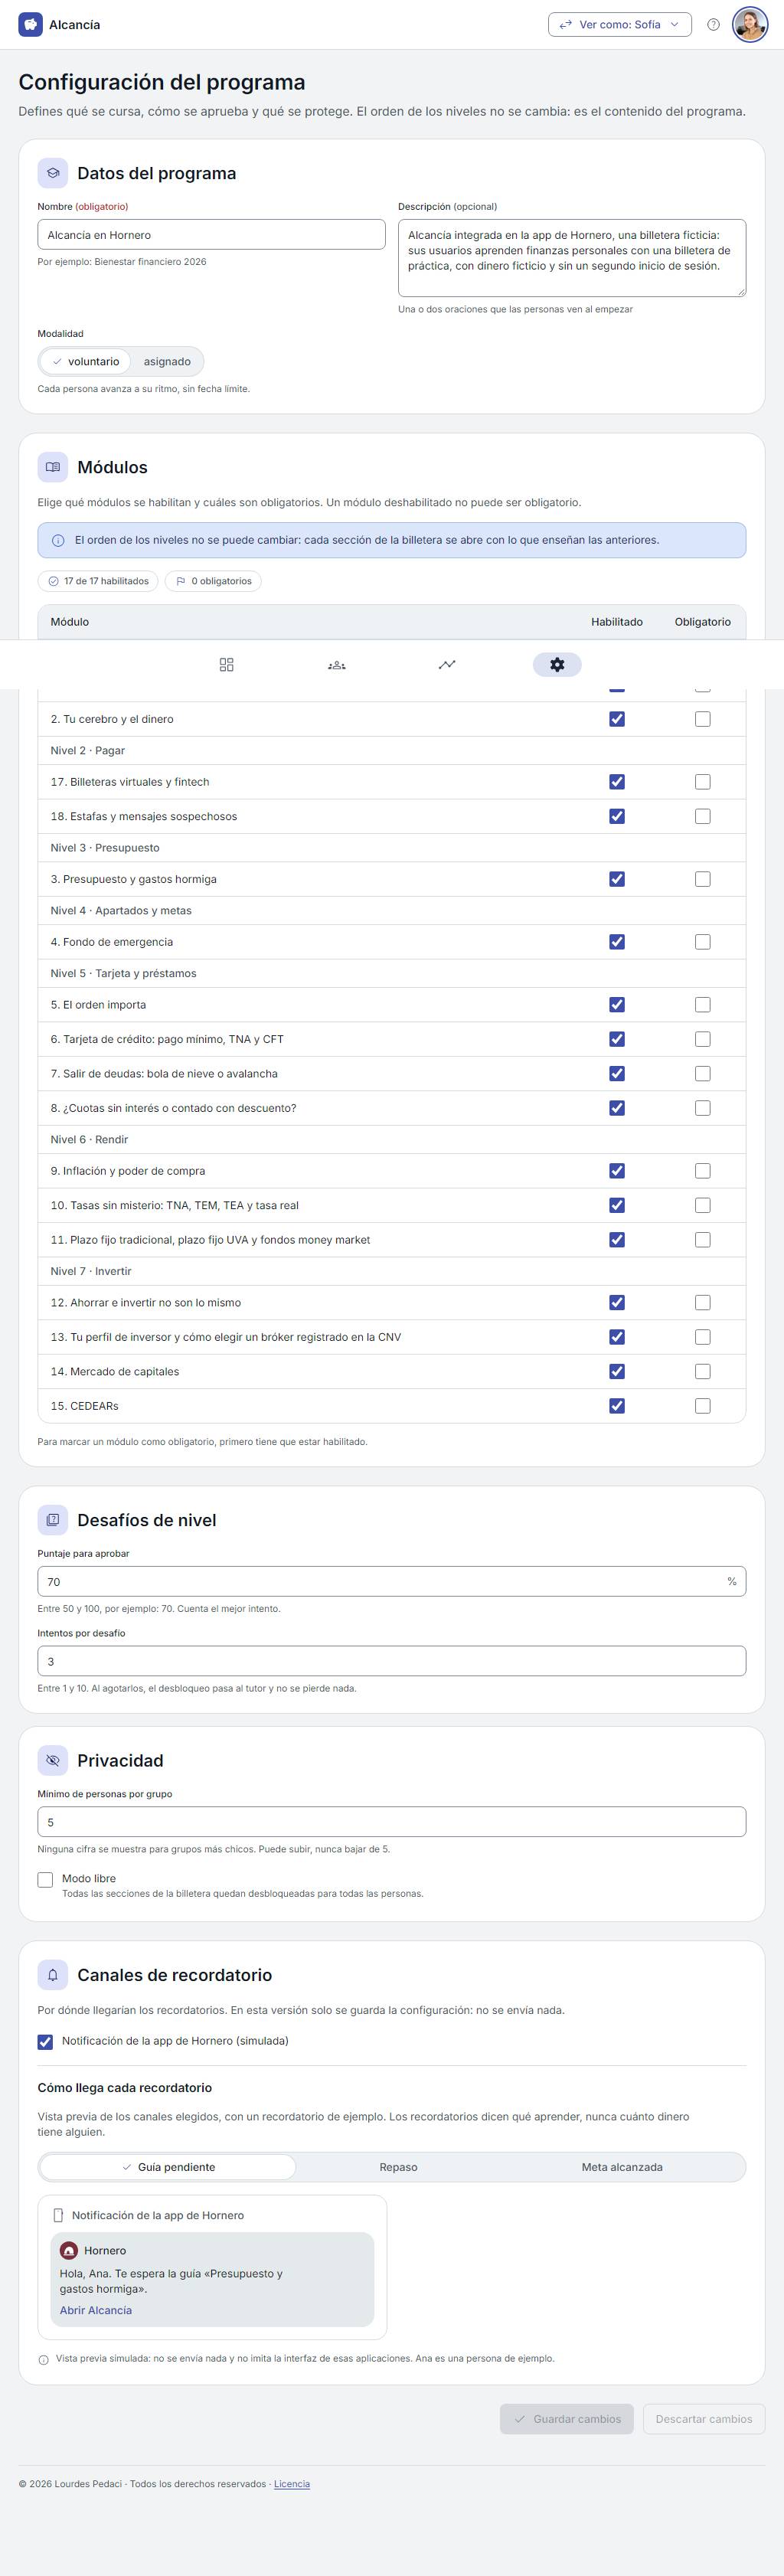 Alcancía
Ver como: Sofía
Configuración del programa
Defines qué se cursa, cómo se aprueba y qué se protege. El orden de los niveles no se cambia: es el contenido del programa.
Datos del programa
Nombre (obligatorio)
Alcancía en Hornero
Por ejemplo: Bienestar financiero 2026
Descripción (opcional)
Alcancía integrada en la app de Hornero, una billetera ficticia:
sus usuarios aprenden finanzas personales con una billetera de
práctica, con dinero ficticio y sin un segundo inicio de sesión.
Una o dos oraciones que las personas ven al empezar
Modalidad
voluntario
asignado
Cada persona avanza a su ritmo, sin fecha límite.
Módulos
Elige qué módulos se habilitan y cuáles son obligatorios. Un módulo deshabilitado no puede ser obligatorio.
El orden de los niveles no se puede cambiar: cada sección de la billetera se abre con lo que enseñan las anteriores.
17 de 17 habilitados
0 obligatorios
Módulo Habilitado Obligatorio
2. Tu cerebro y el dinero
Nivel 2 · Pagar
17. Billeteras virtuales y fintech
18. Estafas y mensajes sospechosos
Nivel 3 · Presupuesto
3. Presupuesto y gastos hormiga
Nivel 4 · Apartados y metas
4. Fondo de emergencia
Nivel 5 · Tarjeta y préstamos
5. El orden importa
6. Tarjeta de crédito: pago mínimo, TNA y CFT
7. Salir de deudas: bola de nieve o avalancha
8. ¿Cuotas sin interés o contado con descuento?
Nivel 6 · Rendir
9. Inflación y poder de compra
10. Tasas sin misterio: TNA, TEM, TEA y tasa real
11. Plazo fijo tradicional, plazo fijo UVA y fondos money market
Nivel 7 · Invertir
12. Ahorrar e invertir no son lo mismo
13. Tu perfil de inversor y cómo elegir un bróker registrado en la CNV
14. Mercado de capitales
15. CEDEARs
Para marcar un módulo como obligatorio, primero tiene que estar habilitado.
Desafíos de nivel
Puntaje para aprobar
70 %
Entre 50 y 100, por ejemplo: 70. Cuenta el mejor intento.
Intentos por desafío
3
Entre 1 y 10. Al agotarlos, el desbloqueo pasa al tutor y no se pierde nada.
Privacidad
Mínimo de personas por grupo
5
Ninguna cifra se muestra para grupos más chicos. Puede subir, nunca bajar de 5.
Modo libre
Todas las secciones de la billetera quedan desbloqueadas para todas las personas.
Canales de recordatorio
Por dónde llegarían los recordatorios. En esta versión solo se guarda la configuración: no se envía nada.
Notificación de la app de Hornero (simulada)
Cómo llega cada recordatorio
Vista previa de los canales elegidos, con un recordatorio de ejemplo. Los recordatorios dicen qué aprender, nunca cuánto dinero
tiene alguien.
Guía pendiente
Repaso
Meta alcanzada
Notificación de la app de Hornero
Hornero
Hola, Ana. Te espera la guía «Presupuesto y
gastos hormiga».
Abrir Alcancía
Vista previa simulada: no se envía nada y no imita la interfaz de esas aplicaciones. Ana es una persona de ejemplo.
Guardar cambios
Descartar cambios
© 2026 Lourdes Pedaci · Todos los derechos reservados · Licencia